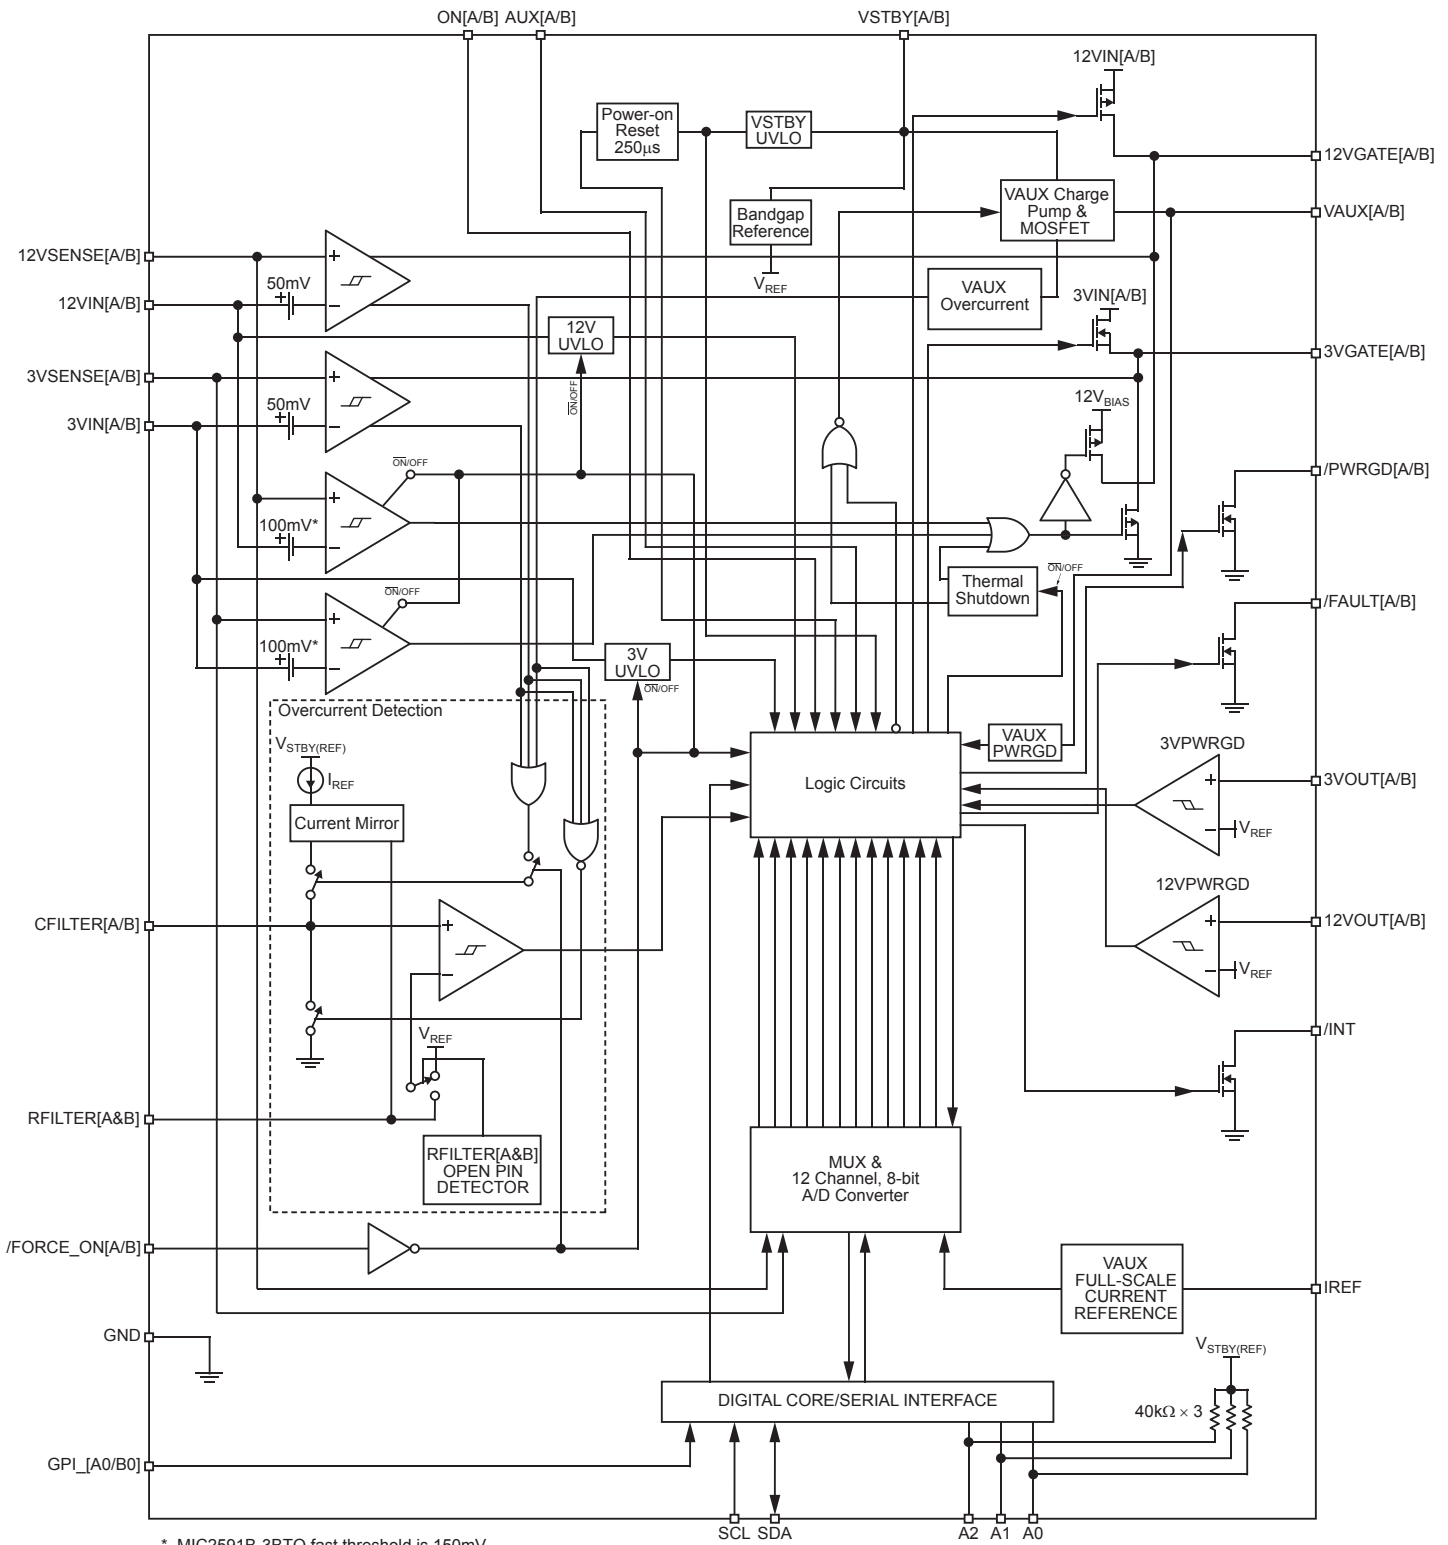 ON[A/B] AUX[A/B]
VSTBY[A/B]
12VIN[A/B]
Power-on
Reset
250µs
VSTBY
UVLO
12VGATE[A/B]
VAUX Charge
Pump &
MOSFET
VAUX[A/B]
Bandgap
Reference
VREF
12VSENSE[A/B]
+
50mV
+
12VIN[A/B]
−
VAUX
Overcurrent
3VIN[A/B]
12V
UVLO
3VGATE[A/B]
3VSENSE[A/B]
+
ON/OFF
50mV
+
3VIN[A/B]
−
12VBIAS
ON/OFF
/PWRGD[A/B]
+
100mV*
+
−
ON/OFF
Thermal
Shutdown
ON/OFF
/FAULT[A/B]
+
100mV*
+
−
3V
UVLO
ON/OFF
Overcurrent Detection
VSTBY(REF)
IREF
Current Mirror
Logic Circuits
VAUX
PWRGD
3VPWRGD
+
3VOUT[A/B]
−
VREF
12VPWRGD
+
12VOUT[A/B]
−
VREF
CFILTER[A/B]
+
−
/INT
VREF
RFILTER[A&B]
RFILTER[A&B]
OPEN PIN
DETECTOR
MUX &
12 Channel, 8-bit
A/D Converter
/FORCE_ON[A/B]
VAUX
FULL-SCALE
CURRENT
REFERENCE
IREF
GND
VSTBY(REF)
DIGITAL CORE/SERIAL INTERFACE
40kΩ × 3
GPI_[A0/B0]
SCL SDA
A2 A1 A0
* MIC2591B-3BTQ fast threshold is 150mV